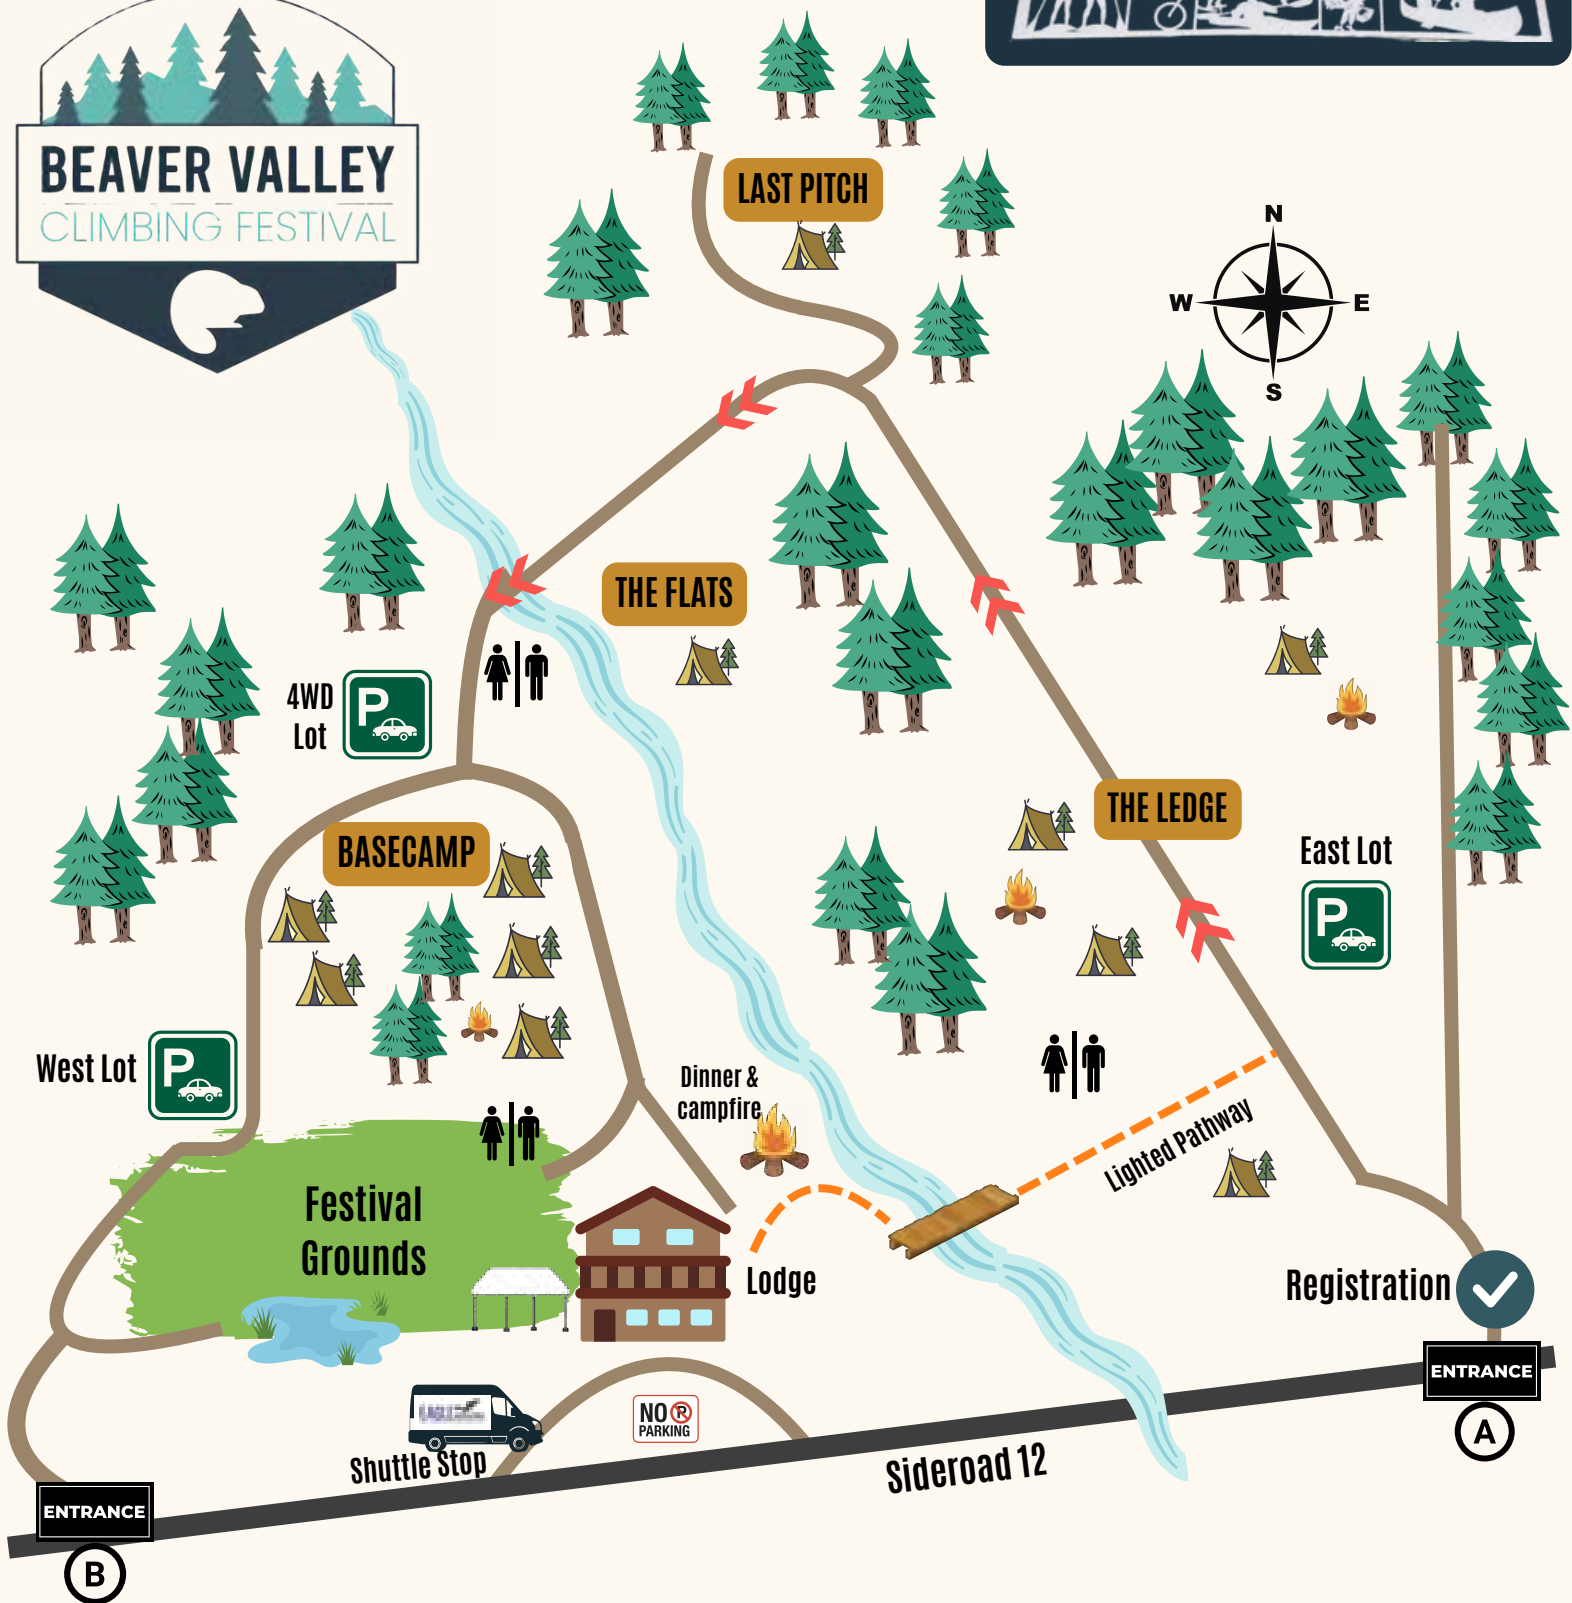 BEAVER VALLEY
CLIMBING FESTIVAL
LAST PITCH
N
W
E
S
THE FLATS
4WD
Lot
P
THE LEDGE
BASECAMP
East Lot
P
West Lot
P
Dinner &
campfire
Lighted Pathway
Festival
Grounds
Lodge
Registration
ENTRANCE
A
NO P
PARKING
Shuttle Stop
Sideroad 12
ENTRANCE
B